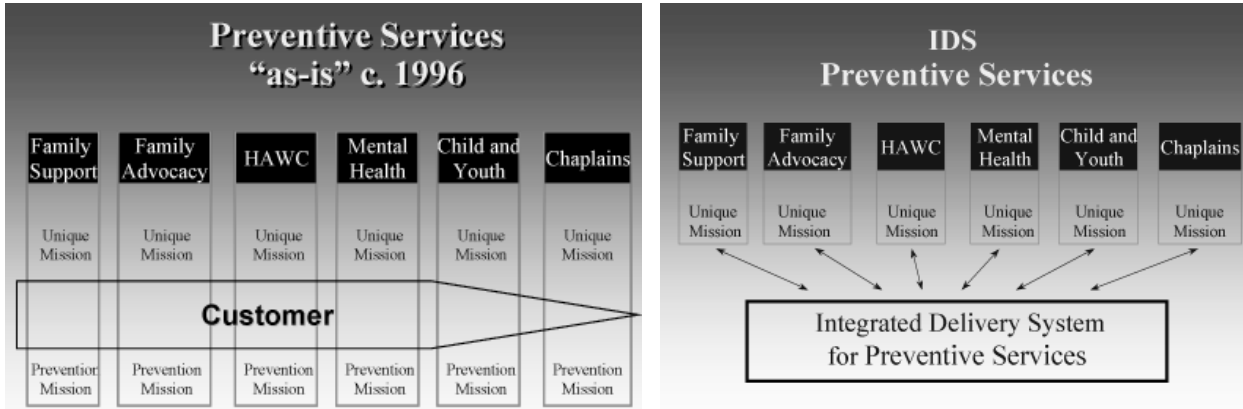 Preventive Services
“as-is” c. 1996
Family Support
Family Advocacy
HAWC
Mental Health
Child and Youth
Chaplains
Unique Mission
Unique Mission
Unique Mission
Unique Mission
Unique Mission
Unique Mission
Customer
Prevention Mission
Prevention Mission
Prevention Mission
Prevention Mission
Prevention Mission
Prevention Mission
IDS
Preventive Services
Family Support
Family Advocacy
HAWC
Mental Health
Child and Youth
Chaplains
Unique Mission
Unique Mission
Unique Mission
Unique Mission
Unique Mission
Unique Mission
Integrated Delivery System
for Preventive Services